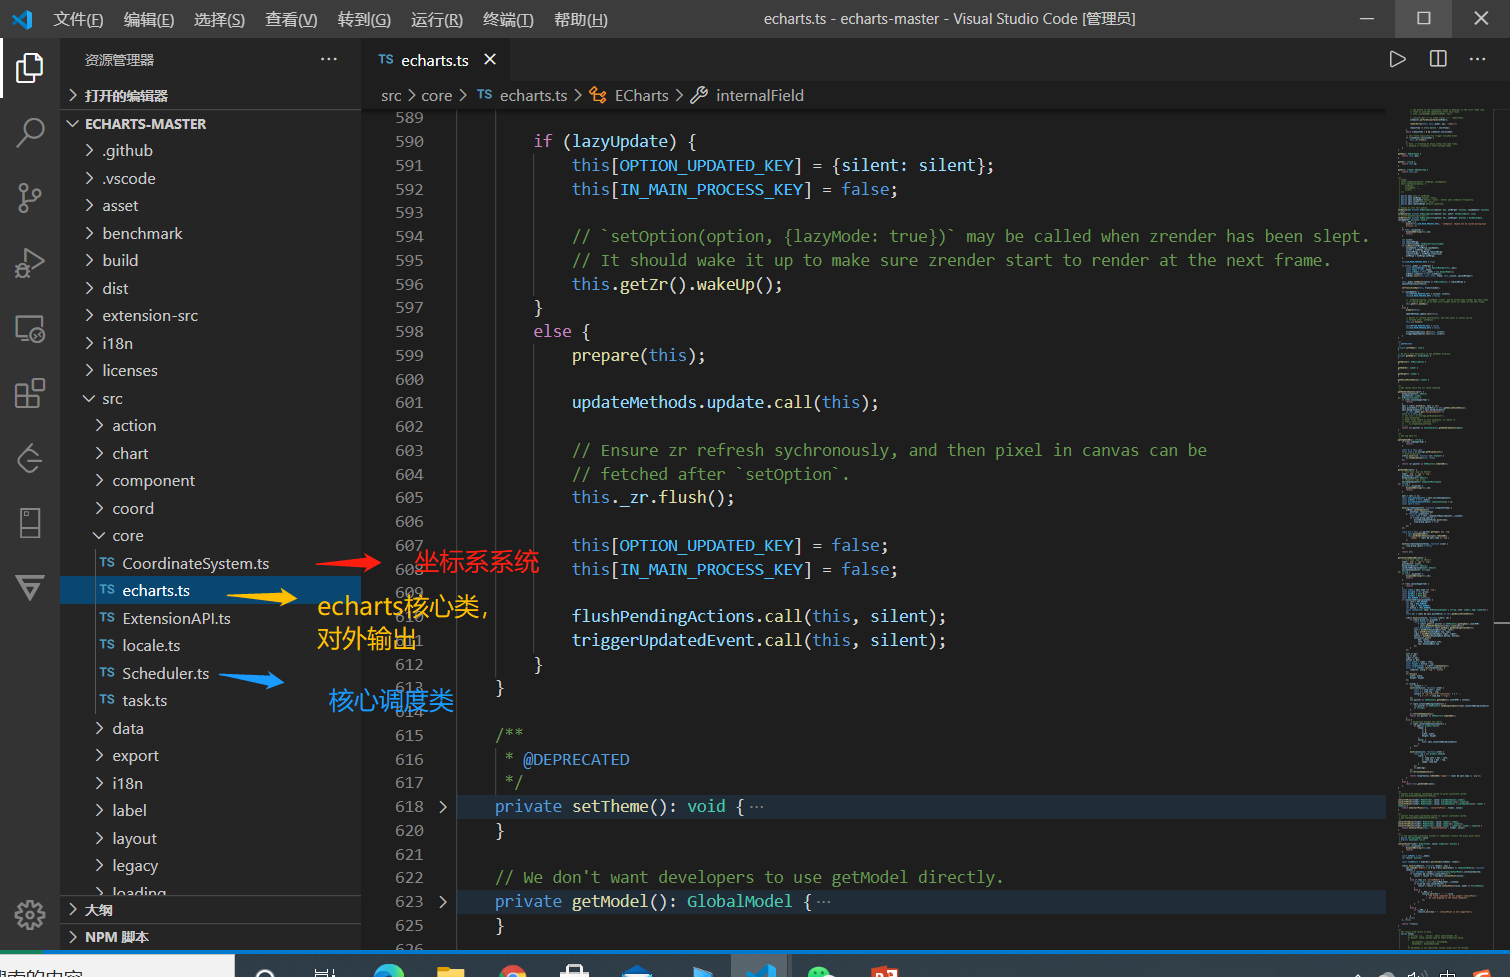 文件(F) 编辑(E) 选择(S) 查看(V) 转到(G) 运行(R) 终端(T) 帮助(H) echarts.ts - echarts-master - Visual Studio Code [管理员]
资源管理器 ···
TS echarts.ts
打开的编辑器
src > core > TS echarts.ts > ECharts > internalField
ECHARTS-MASTER
.github
.vscode
asset
benchmark
build
dist
extension-src
i18n
licenses
src
action
chart
component
coord
core
TS CoordinateSystem.ts
TS echarts.ts
TS ExtensionAPI.ts
TS locale.ts
TS Scheduler.ts
TS task.ts
data
export
i18n
label
layout
legacy
loading
大纲
NPM 脚本
坐标系系统
echarts核心类，
对外输出
核心调度类
589
590 if (lazyUpdate) {
591 this[OPTION_UPDATED_KEY] = {silent: silent};
592 this[IN_MAIN_PROCESS_KEY] = false;
593
594 // `setOption(option, {lazyMode: true})` may be called when zrender has been slept.
595 // It should wake it up to make sure zrender start to render at the next frame.
596 this.getZr().wakeUp();
597 }
598 else {
599 prepare(this);
600
601 updateMethods.update.call(this);
602
603 // Ensure zr refresh sychronously, and then pixel in canvas can be
604 // fetched after `setOption`.
605 this._zr.flush();
606
607 this[OPTION_UPDATED_KEY] = false;
608 this[IN_MAIN_PROCESS_KEY] = false;
609
610 flushPendingActions.call(this, silent);
611 triggerUpdatedEvent.call(this, silent);
612 }
613 }
614
615 /**
616 * @DEPRECATED
617 */
618 private setTheme(): void { ···
620 }
621
622 // We don't want developers to use getModel directly.
623 private getModel(): GlobalModel { ···
625 }
626